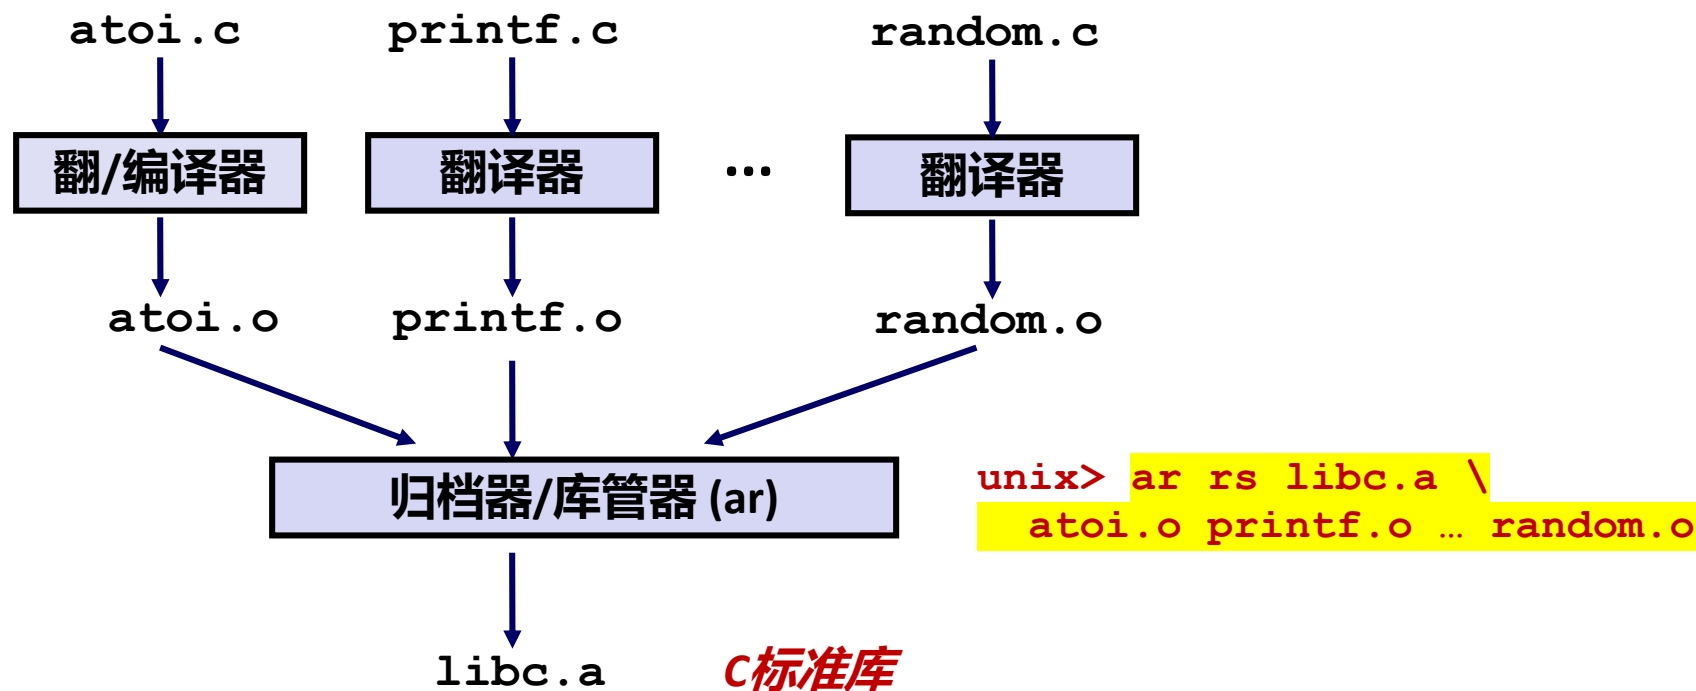 atoi.c printf.c random.c
翻/编译器 翻译器 … 翻译器
atoi.o printf.o random.o
归档器/库管器 (ar)
unix> ar rs libc.a \
atoi.o printf.o … random.o
libc.a C标准库